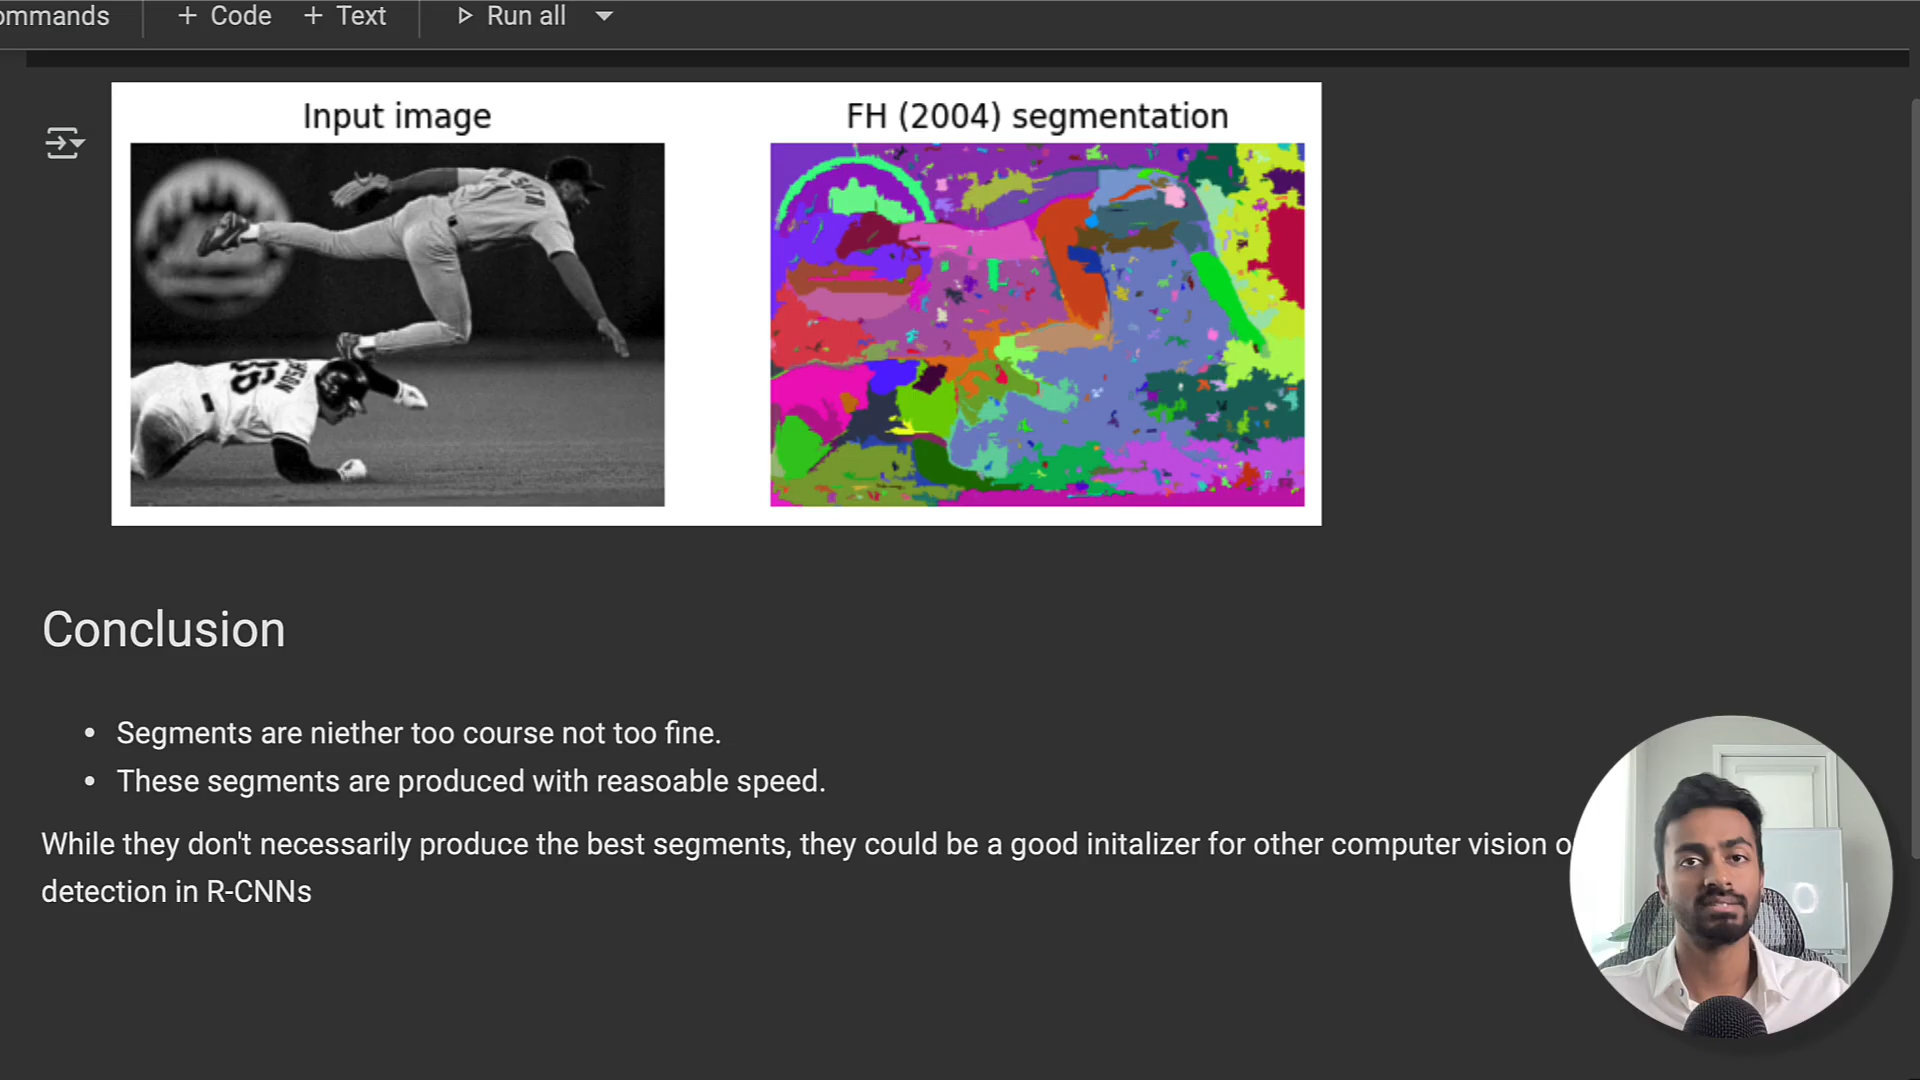 ommands + Code + Text Run all
Input image
FH (2004) segmentation
SMITH
36
Conclusion
• Segments are niether too course not too fine.
• These segments are produced with reasoable speed.
While they don't necessarily produce the best segments, they could be a good initalizer for other computer vision o
detection in R-CNNs